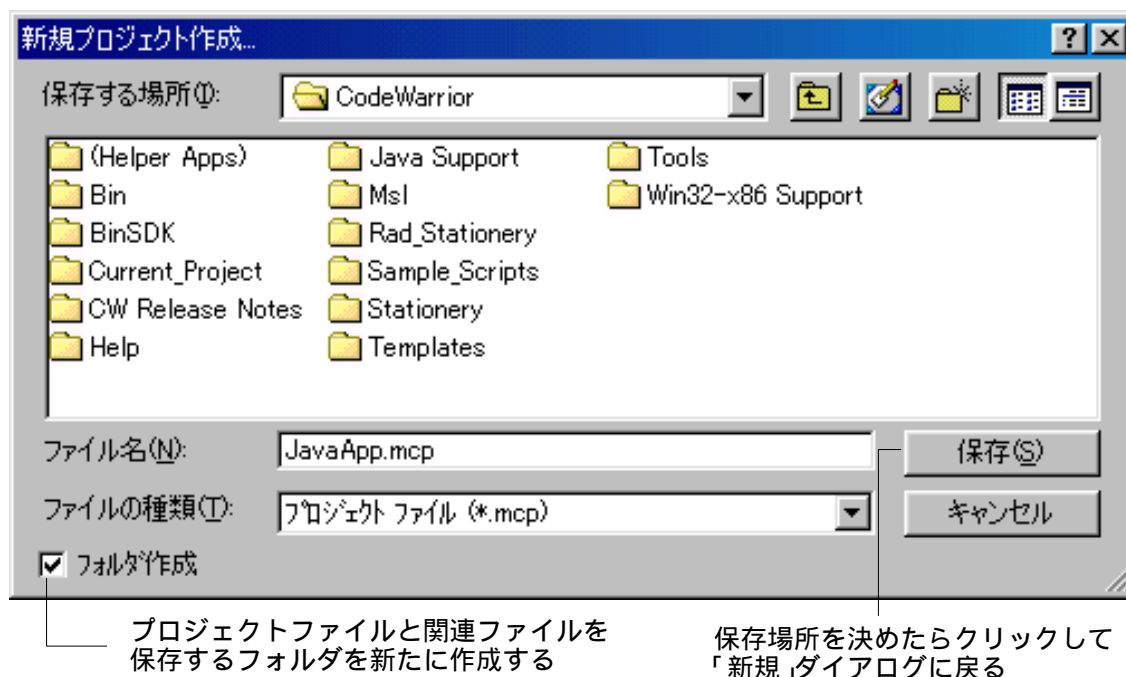 新規プロジェクト作成...
保存する場所(I):
CodeWarrior
(Helper Apps)
Bin
BinSDK
Current_Project
CW Release Notes
Help
Java Support
Msl
Rad_Stationery
Sample_Scripts
Stationery
Templates
Tools
Win32-x86 Support
ファイル名(N):
JavaApp.mcp
保存(S)
ファイルの種類(T):
プロジェクト ファイル (*.mcp)
キャンセル
フォルダ作成
プロジェクトファイルと関連ファイルを
保存するフォルダを新たに作成する
保存場所を決めたらクリックして
「新規」ダイアログに戻る